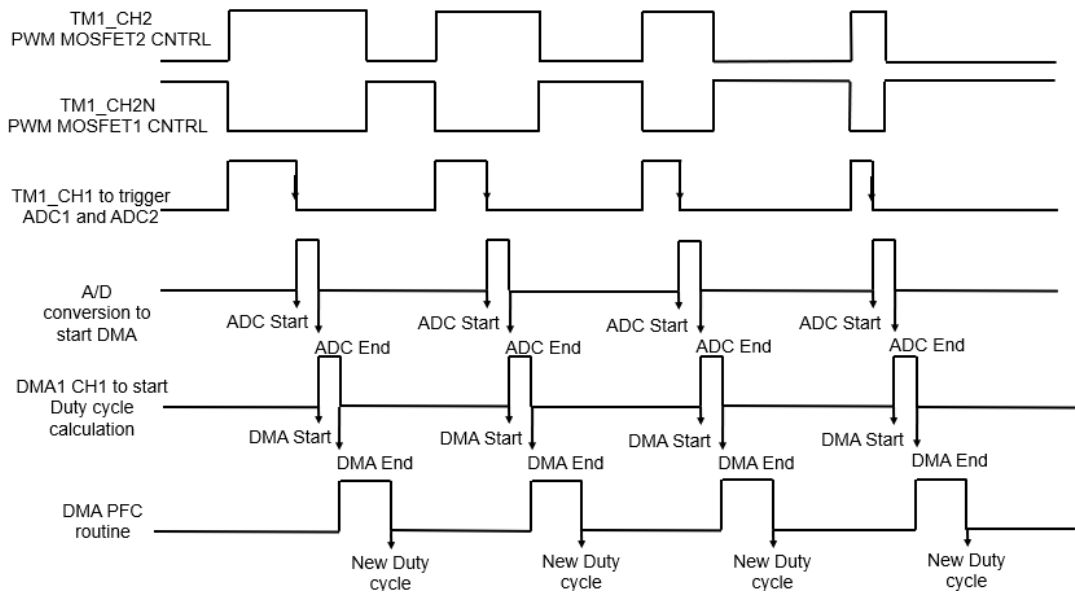 TM1_CH2
PWM MOSFET2 CNTRL
TM1_CH2N
PWM MOSFET1 CNTRL
TM1_CH1 to trigger
ADC1 and ADC2
A/D
conversion to
start DMA
ADC Start
ADC Start
ADC Start
ADC Start
ADC End
ADC End
ADC End
ADC End
DMA1 CH1 to start
Duty cycle
calculation
DMA Start
DMA Start
DMA Start
DMA Start
DMA End
DMA End
DMA End
DMA End
DMA PFC
routine
New Duty
cycle
New Duty
cycle
New Duty
cycle
New Duty
cycle